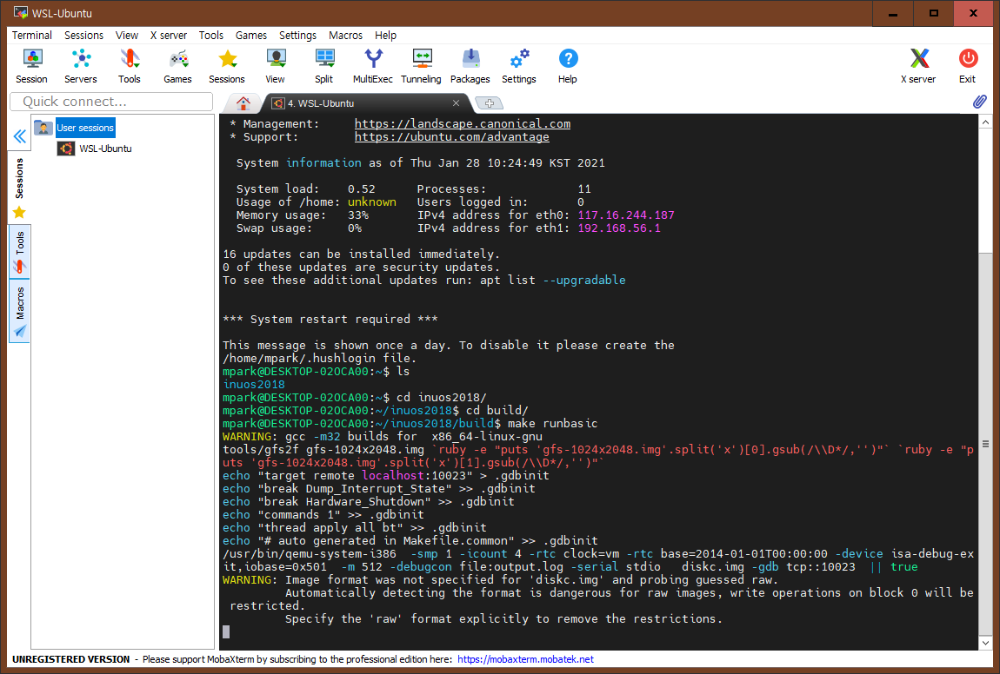 WSL-Ubuntu
Terminal Sessions View X server Tools Games Settings Macros Help
Session Servers Tools Games Sessions View Split MultiExec Tunneling Packages Settings Help X server Exit
Quick connect...
4. WSL-Ubuntu
User sessions
WSL-Ubuntu
Sessions
Tools
Macros
* Management: https://landscape.canonical.com
* Support: https://ubuntu.com/advantage
System information as of Thu Jan 28 10:24:49 KST 2021
System load: 0.52 Processes: 11
Usage of /home: unknown Users logged in: 0
Memory usage: 33% IPv4 address for eth0: 117.16.244.187
Swap usage: 0% IPv4 address for eth1: 192.168.56.1
16 updates can be installed immediately.
0 of these updates are security updates.
To see these additional updates run: apt list --upgradable
*** System restart required ***
This message is shown once a day. To disable it please create the
/home/mpark/.hushlogin file.
mpark@DESKTOP-02OCA00:~$ ls
inuos2018
mpark@DESKTOP-02OCA00:~$ cd inuos2018/
mpark@DESKTOP-02OCA00:~/inuos2018$ cd build/
mpark@DESKTOP-02OCA00:~/inuos2018/build$ make runbasic
WARNING: gcc -m32 builds for  x86_64-linux-gnu
tools/gfs2f gfs-1024x2048.img `ruby -e "puts 'gfs-1024x2048.img'.split('x')[0].gsub(/\\D*/,'')"` `ruby -e "p
uts 'gfs-1024x2048.img'.split('x')[1].gsub(/\\D*/,'')"`
echo "target remote localhost:10023" > .gdbinit
echo "break Dump_Interrupt_State" >> .gdbinit
echo "break Hardware_Shutdown" >> .gdbinit
echo "commands 1" >> .gdbinit
echo "thread apply all bt" >> .gdbinit
echo "# auto generated in Makefile.common" >> .gdbinit
/usr/bin/qemu-system-i386  -smp 1 -icount 4 -rtc clock=vm -rtc base=2014-01-01T00:00:00 -device isa-debug-ex
it,iobase=0x501  -m 512 -debugcon file:output.log -serial stdio   diskc.img -gdb tcp::10023  || true
WARNING: Image format was not specified for 'diskc.img' and probing guessed raw.
Automatically detecting the format is dangerous for raw images, write operations on block 0 will be
restricted.
Specify the 'raw' format explicitly to remove the restrictions.
UNREGISTERED VERSION - Please support MobaXterm by subscribing to the professional edition here: https://mobaxterm.mobatek.net